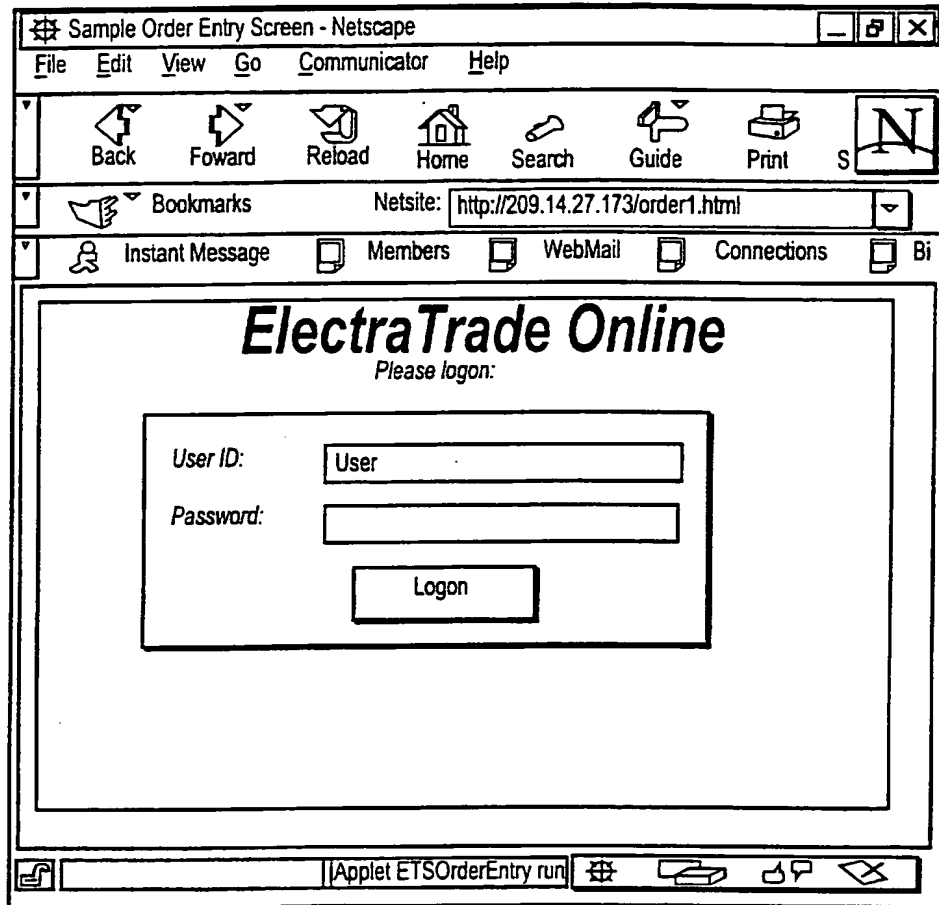 Sample Order Entry Screen - Netscape
File Edit View Go Communicator Help
Back Foward Reload Home Search Guide Print S N
Bookmarks Netsite: http://209.14.27.173/order1.html
Instant Message Members WebMail Connections Bi
ElectraTrade Online
Please logon:
User ID: User
Password:
Logon
Applet ETSOrderEntry run